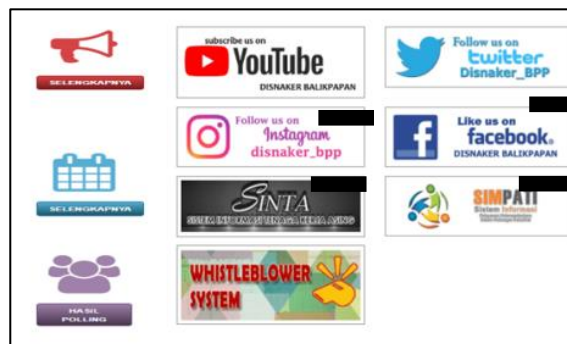 SELENGKAPNYA
subscribe us on
YouTube
DISNAKER BALIKPAPAN
Follow us on
twitter
Disnaker_BPP
Follow us on
Instagram
disnaker_bpp
Like us on
facebook
DISNAKER BALIKPAPAN
SELENGKAPNYA
SINTA
SISTEM INFORMASI TENAGA KERJA ASING
SIMPATI
Sistem Informasi
HASIL
POLLING
WHISTLEBLOWER
SYSTEM